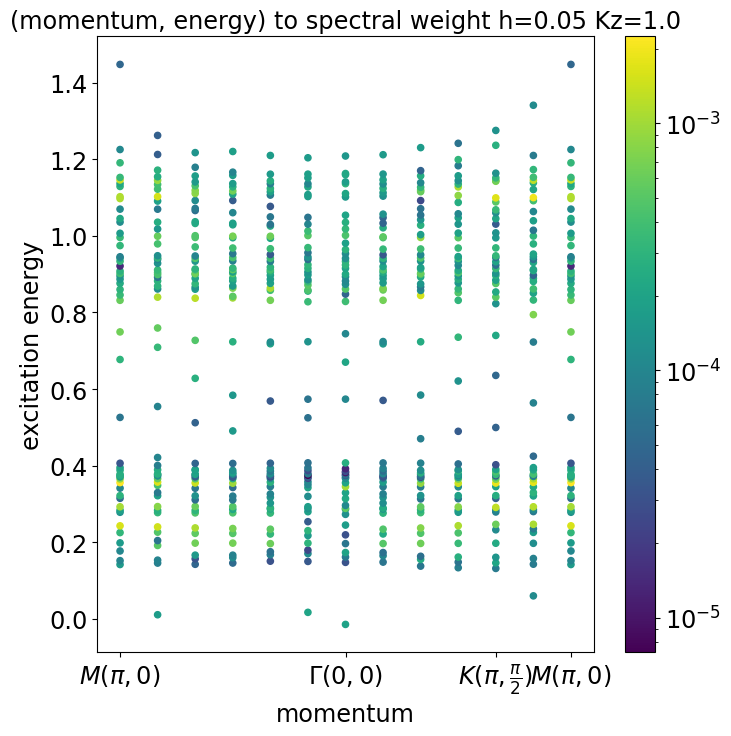 (momentum, energy) to spectral weight h=0.05 Kz=1.0
excitation energy
1.4
1.2
1.0
0.8
0.6
0.4
0.2
0.0
M(π, 0)
Γ(0, 0)
K(π, π/2)
M(π, 0)
momentum
10⁻³
10⁻⁴
10⁻⁵